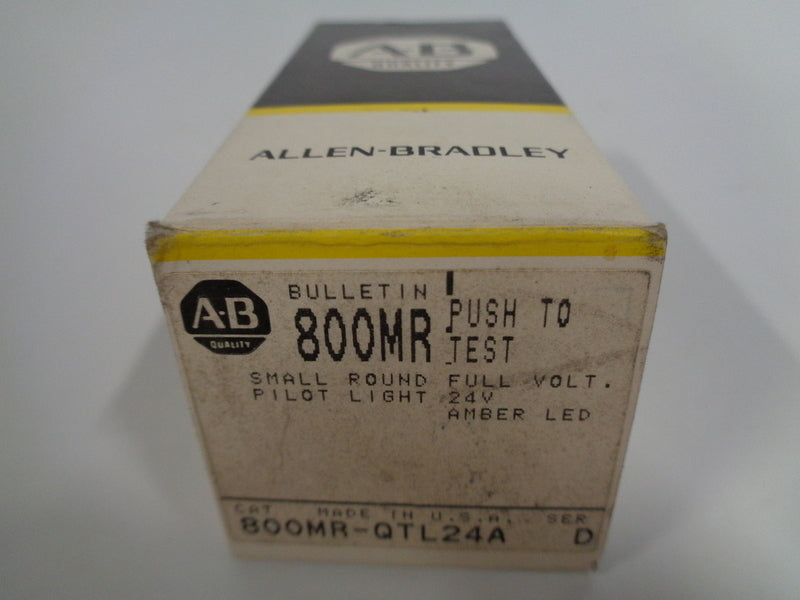 A-B
QUALITY
ALLEN-BRADLEY
A-B
QUALITY
BULLETIN
800MR
PUSH TO
TEST
SMALL ROUND FULL VOLT.
PILOT LIGHT 24V
AMBER LED
CAT MADE IN U.S.A. SER
800MR-QTL24A D